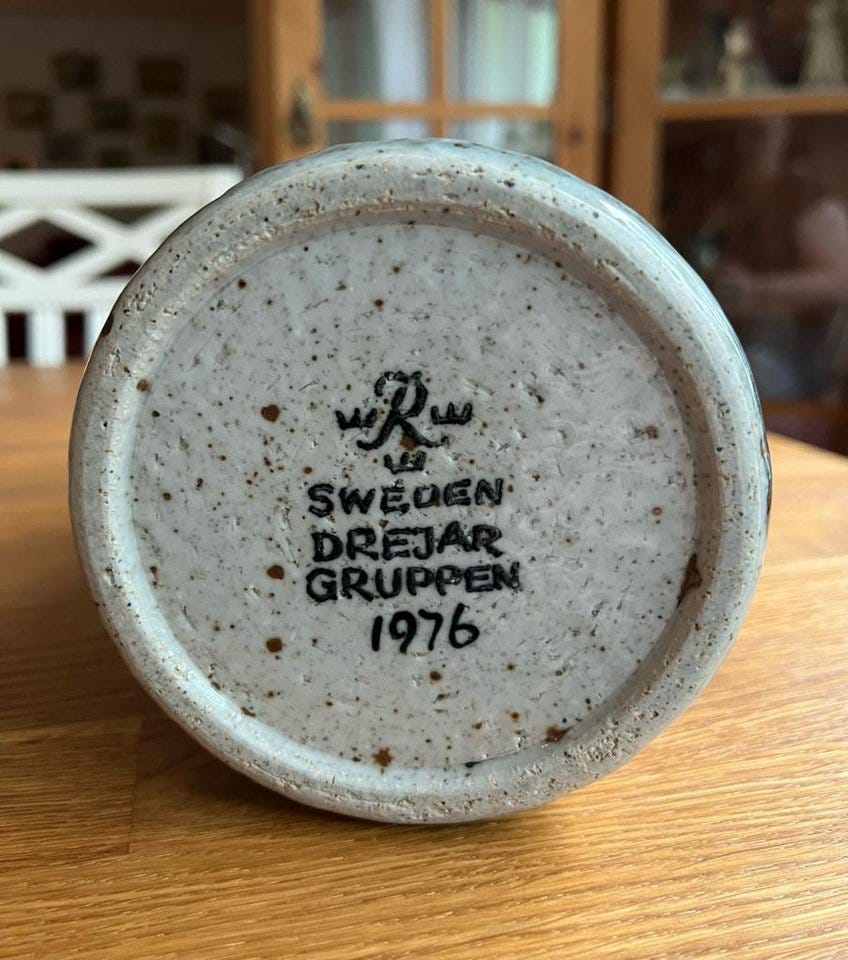 R
SWEDEN
DREJAR
GRUPPEN
1976